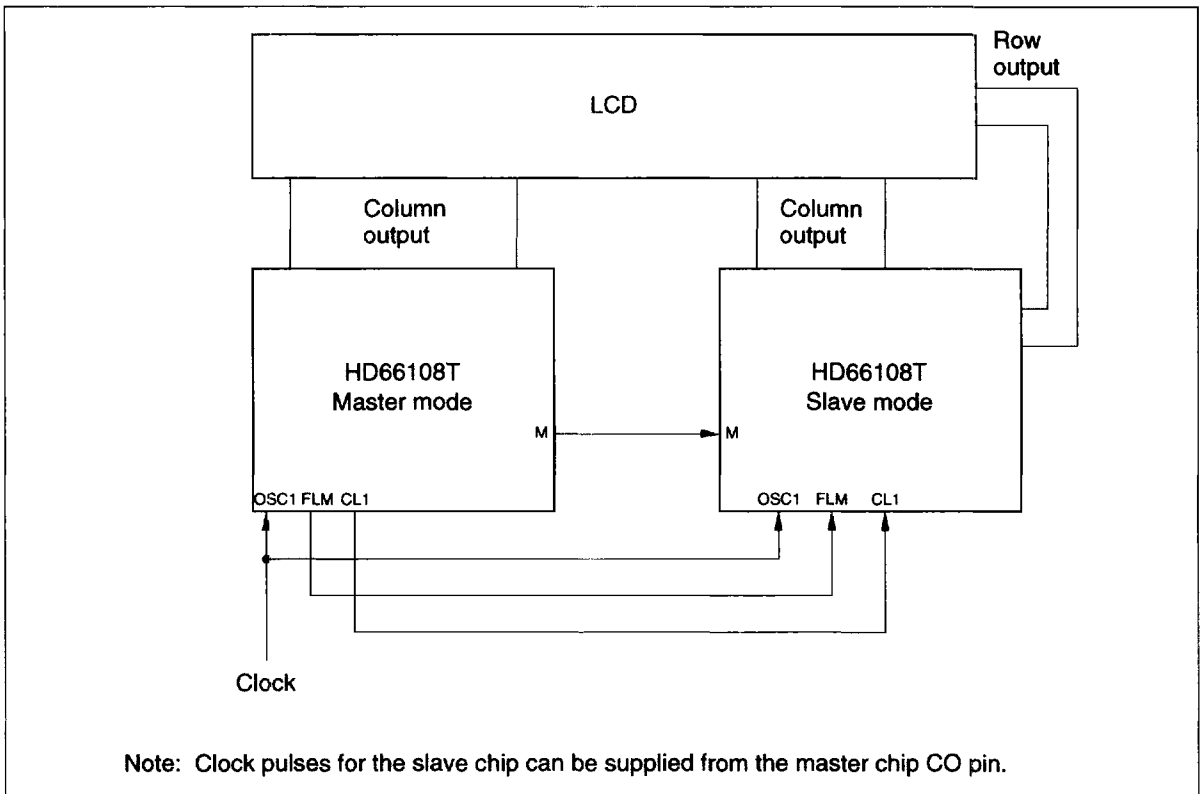 Row
output
LCD
Column
output
Column
output
HD66108T
Master mode
HD66108T
Slave mode
M
M
OSC1 FLM CL1
OSC1 FLM CL1
Clock
Note: Clock pulses for the slave chip can be supplied from the master chip CO pin.